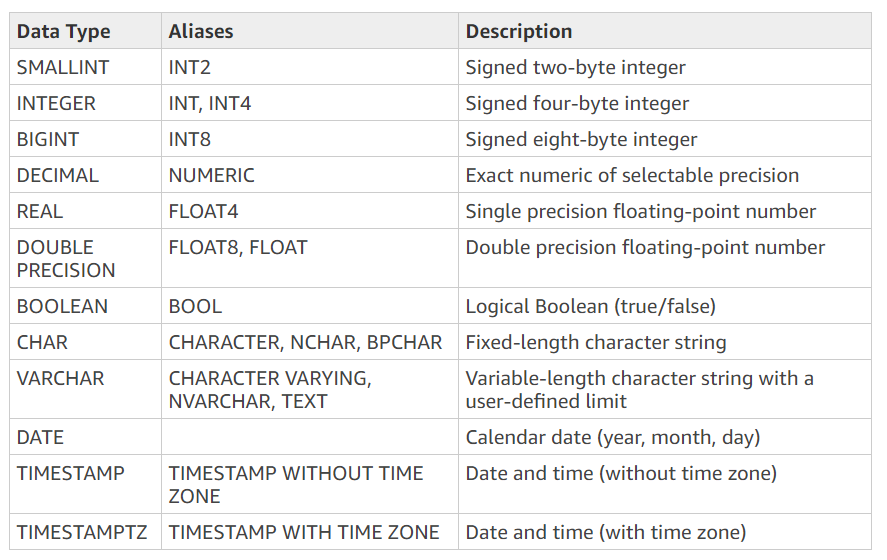 Data Type Aliases Description
SMALLINT INT2 Signed two-byte integer
INTEGER INT, INT4 Signed four-byte integer
BIGINT INT8 Signed eight-byte integer
DECIMAL NUMERIC Exact numeric of selectable precision
REAL FLOAT4 Single precision floating-point number
DOUBLE FLOAT8, FLOAT Double precision floating-point number
PRECISION
BOOLEAN BOOL Logical Boolean (true/false)
CHAR CHARACTER, NCHAR, BPCHAR Fixed-length character string
VARCHAR CHARACTER VARYING, Variable-length character string with a
NVARCHAR, TEXT user-defined limit
DATE Calendar date (year, month, day)
TIMESTAMP TIMESTAMP WITHOUT TIME Date and time (without time zone)
ZONE
TIMESTAMPTZ TIMESTAMP WITH TIME ZONE Date and time (with time zone)